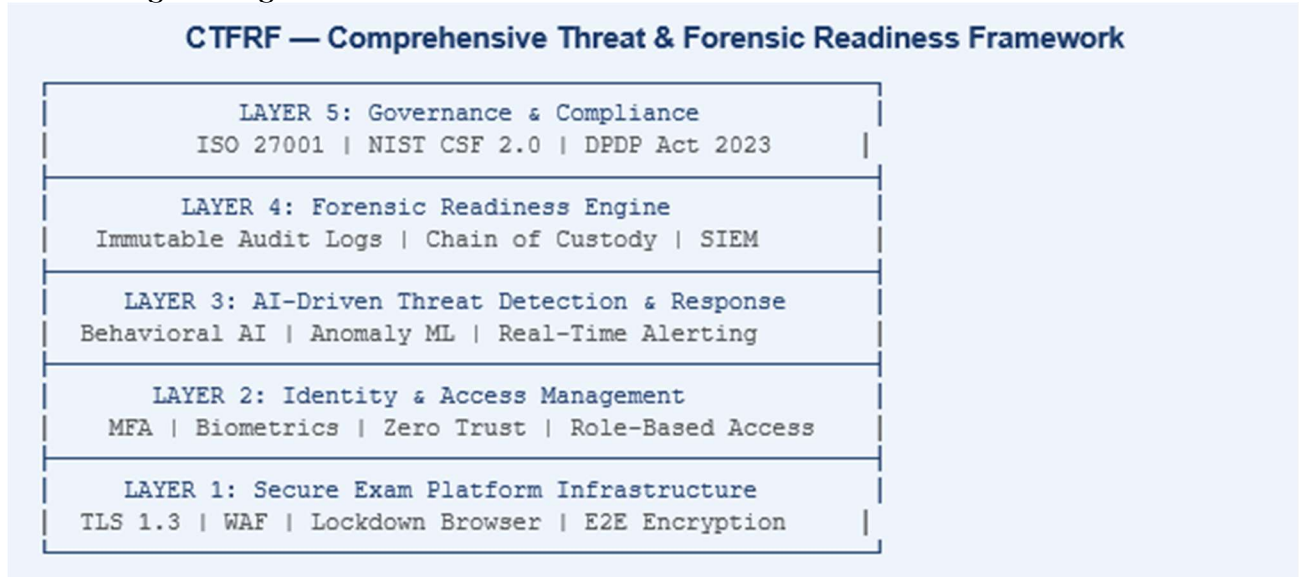 CTFRF — Comprehensive Threat & Forensic Readiness Framework
LAYER 5: Governance & Compliance
ISO 27001 | NIST CSF 2.0 | DPDP Act 2023
LAYER 4: Forensic Readiness Engine
Immutable Audit Logs | Chain of Custody | SIEM
LAYER 3: AI-Driven Threat Detection & Response
Behavioral AI | Anomaly ML | Real-Time Alerting
LAYER 2: Identity & Access Management
MFA | Biometrics | Zero Trust | Role-Based Access
LAYER 1: Secure Exam Platform Infrastructure
TLS 1.3 | WAF | Lockdown Browser | E2E Encryption